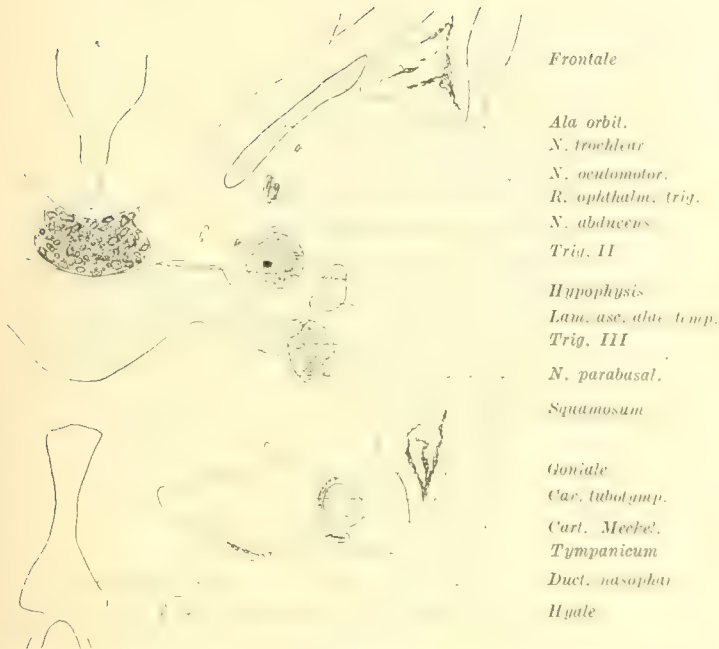 Frontale
Ala orbit.
N. trochlear
N. oculomotor.
R. ophthalm. trig.
N. abducens
Trig. II
Hypophysis
Lam. asc. alae temp.
Trig. III
N. parabasal.
Squamosum
Goniale
Cav. tubotymp.
Cart. Meckel.
Tympanicum
Duct. nasophar
Hyale